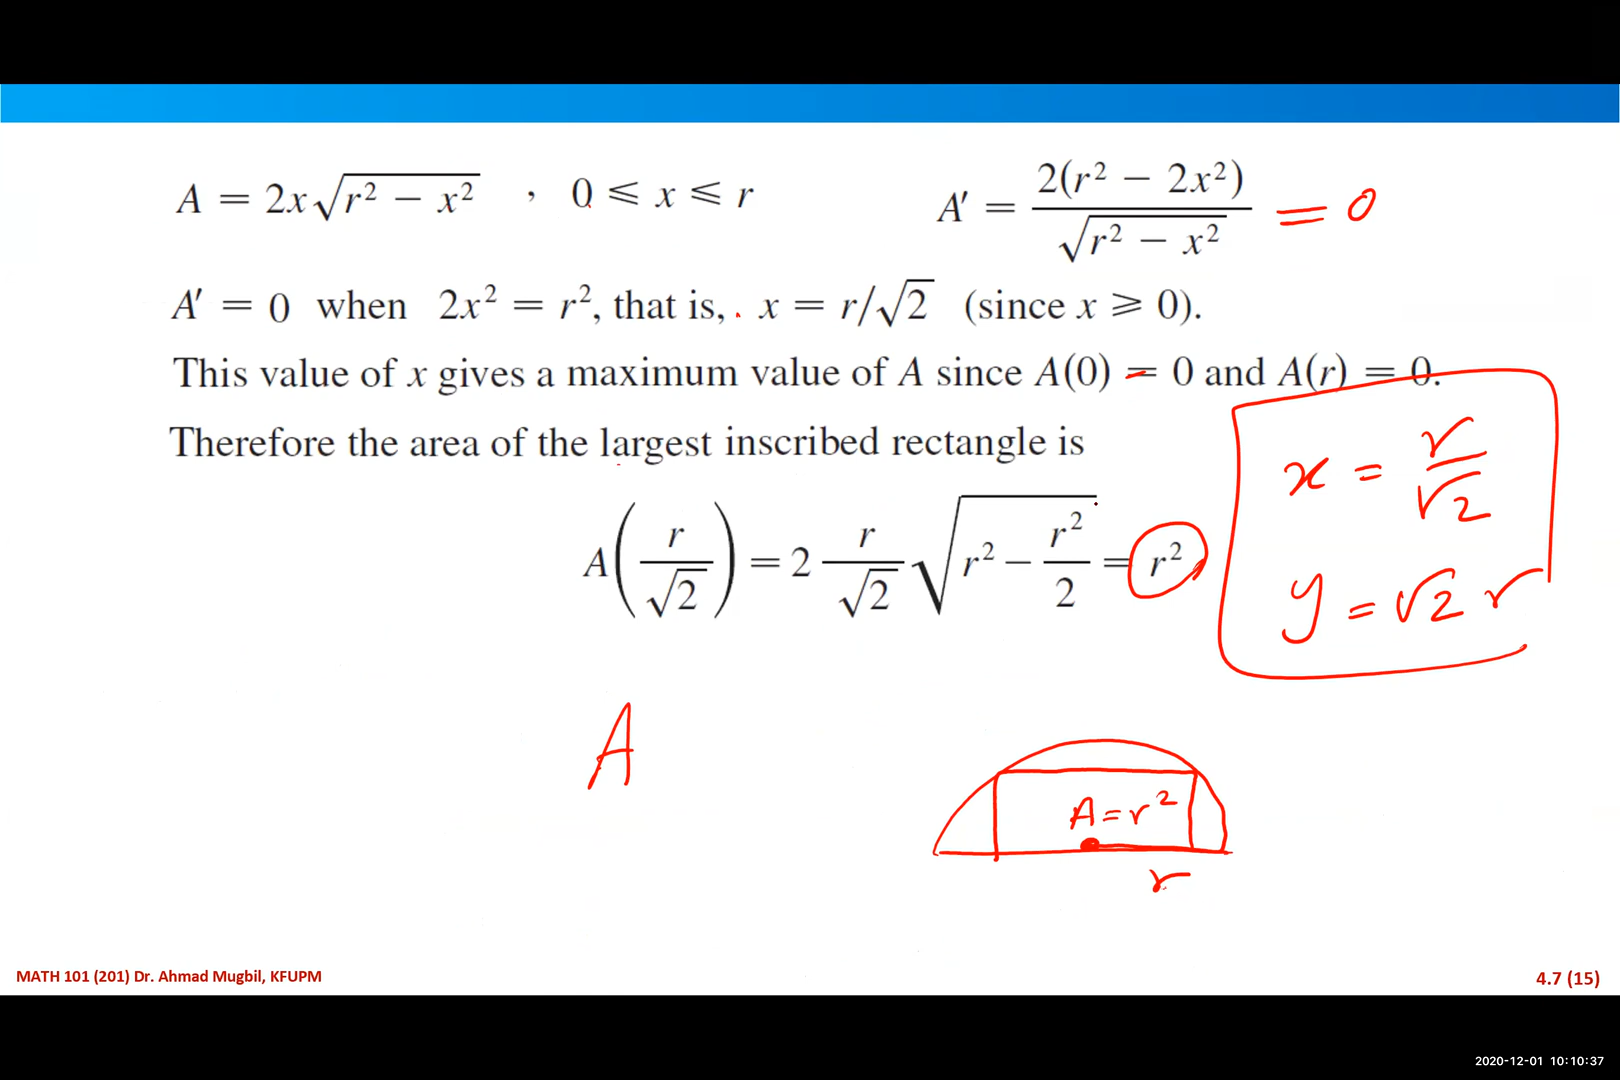 A = 2x√(r² − x²) , 0 ⩽ x ⩽ r A′ = 2(r² − 2x²) / √(r² − x²) = 0
A′ = 0 when 2x² = r², that is, x = r/√2 (since x ⩾ 0).
This value of x gives a maximum value of A since A(0) = 0 and A(r) = 0.
Therefore the area of the largest inscribed rectangle is
A(r/√2) = 2 r/√2 √(r² − r²/2) = r²
x = r/√2
y = √2 r
A
A = r²
r
MATH 101 (201) Dr. Ahmad Mugbil, KFUPM 4.7 (15)
2020-12-01 10:10:37